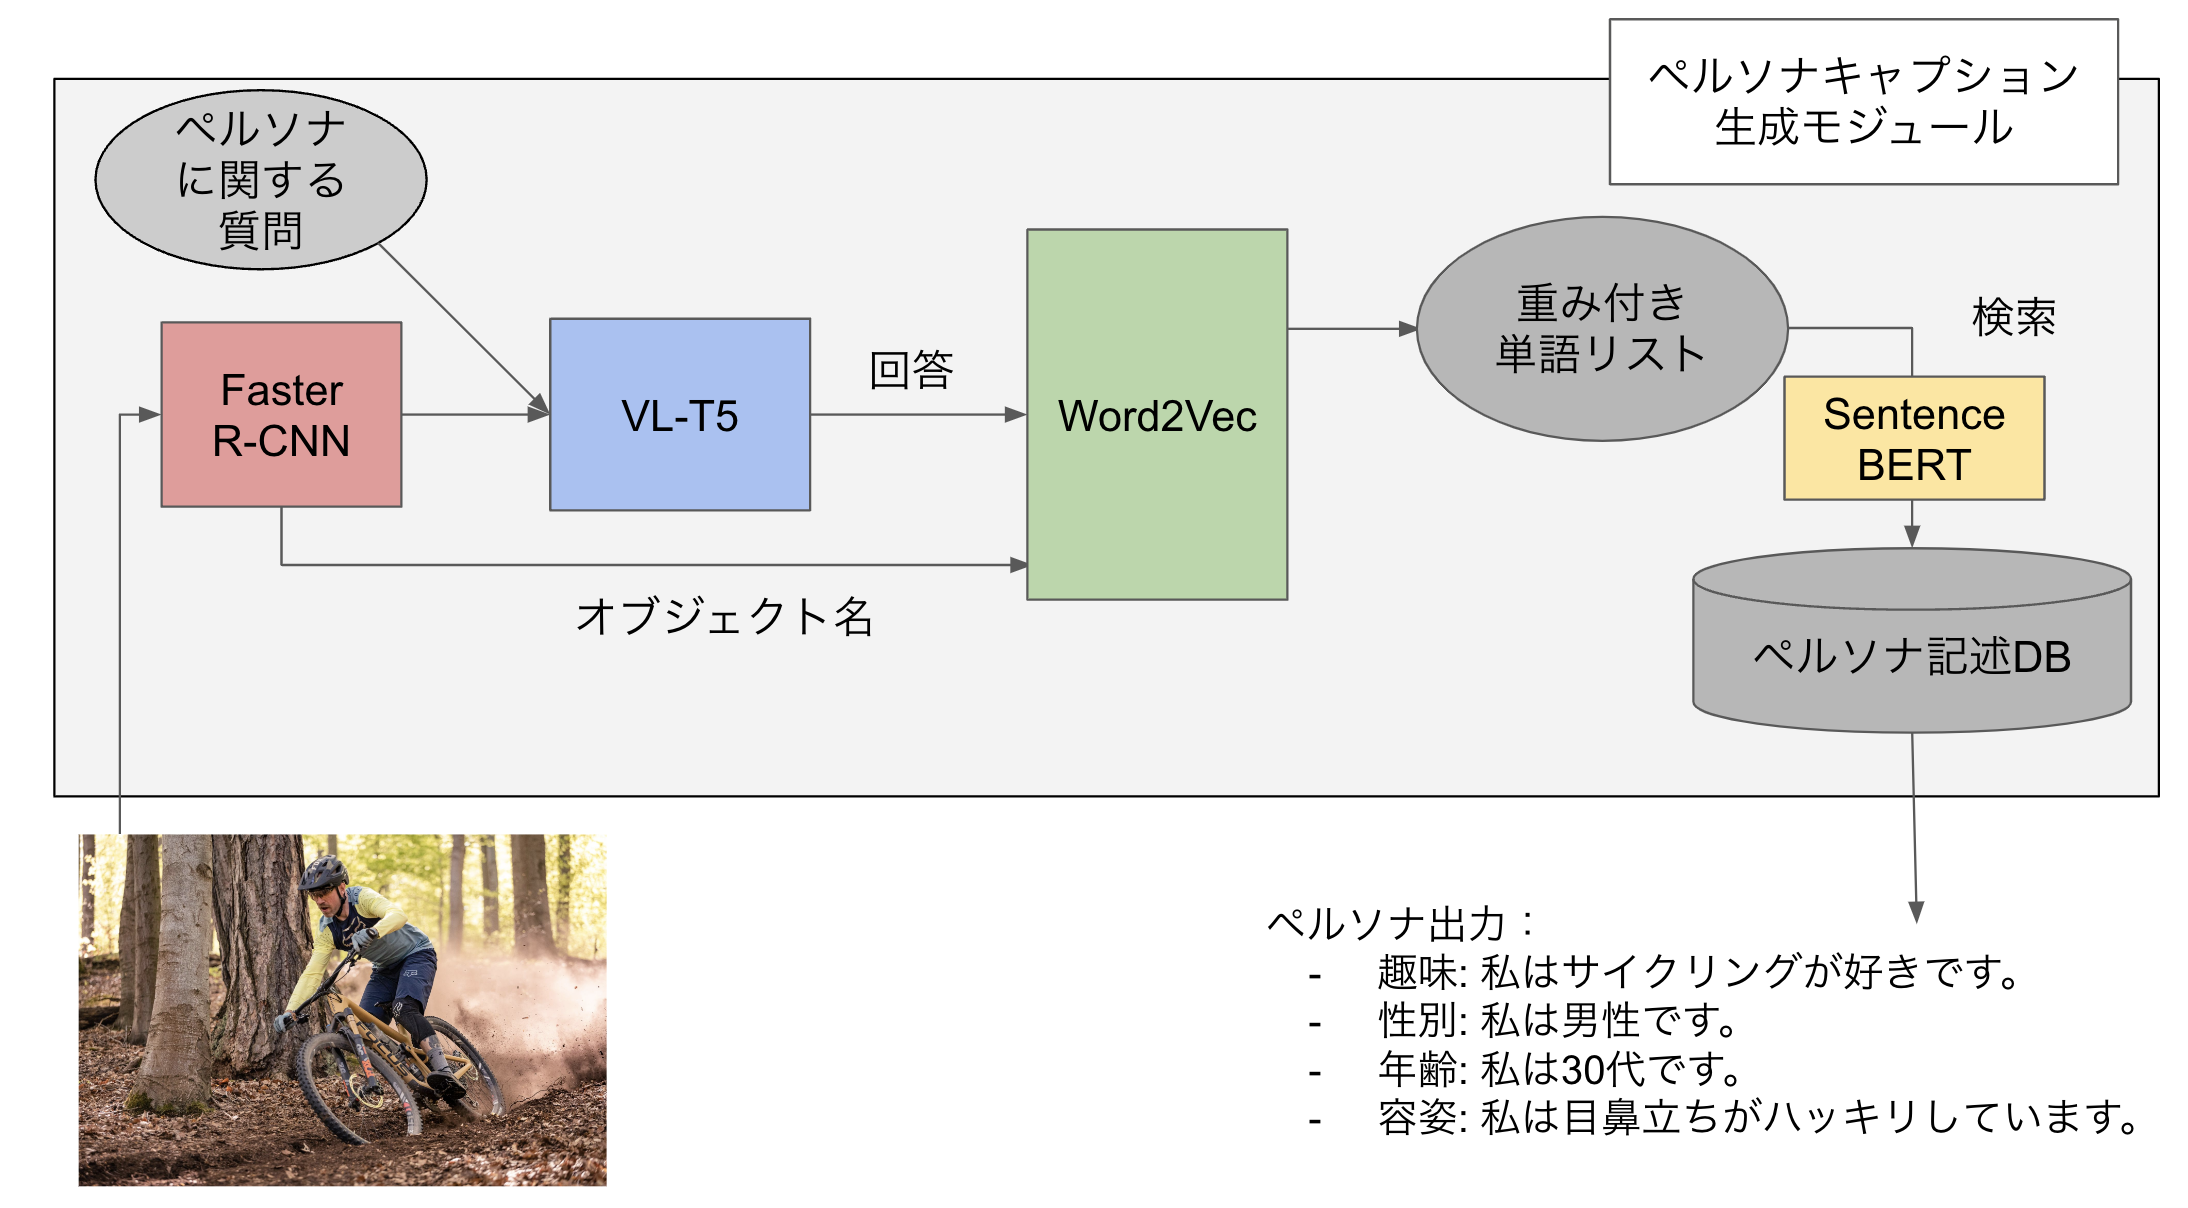 ペルソナキャプション
生成モジュール
ペルソナ
に関する
質問
Faster
R-CNN
VL-T5
回答
オブジェクト名
Word2Vec
重み付き
単語リスト
検索
Sentence
BERT
ペルソナ記述DB
ペルソナ出力：
- 趣味: 私はサイクリングが好きです。
- 性別: 私は男性です。
- 年齢: 私は30代です。
- 容姿: 私は目鼻立ちがハッキリしています。